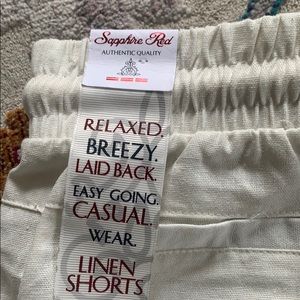 Sapphire Red
AUTHENTIC QUALITY
RELAXED.
BREEZY.
LAID BACK.
EASY GOING.
CASUAL.
WEAR.
LINEN
SHORTS